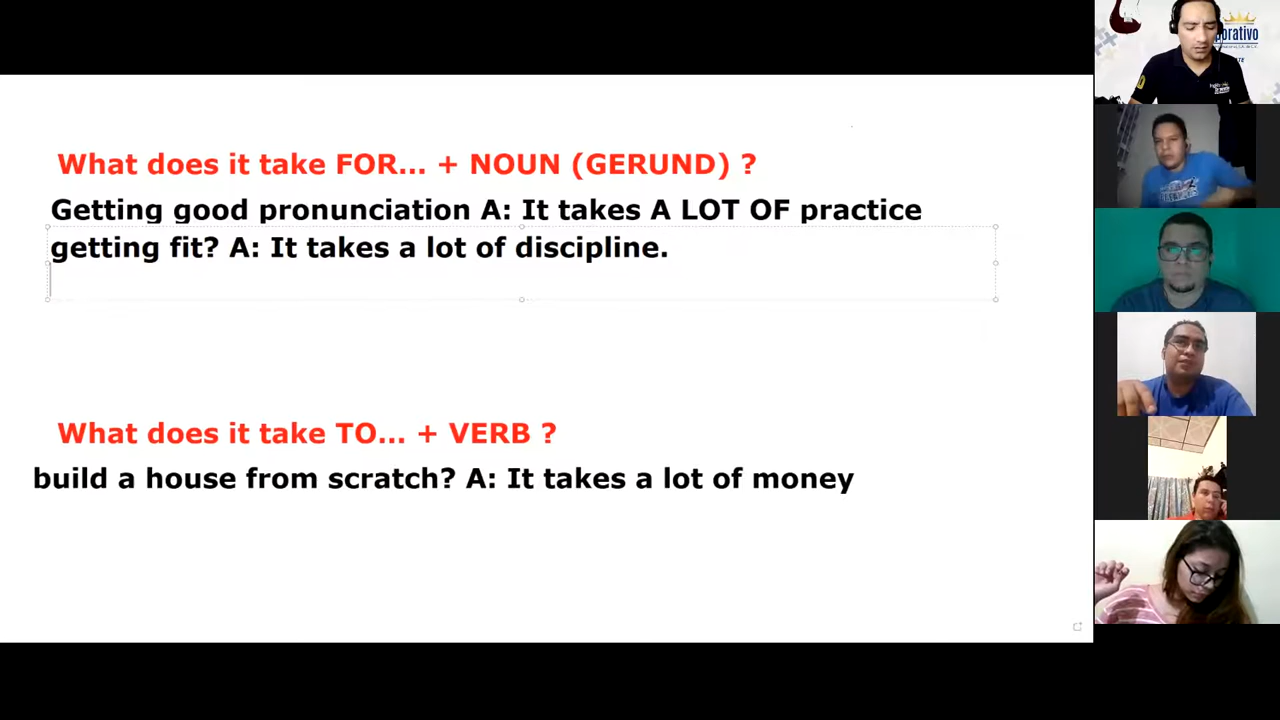 What does it take FOR... + NOUN (GERUND) ?
Getting good pronunciation A: It takes A LOT OF practice
getting fit? A: It takes a lot of discipline.
What does it take TO... + VERB ?
build a house from scratch? A: It takes a lot of money